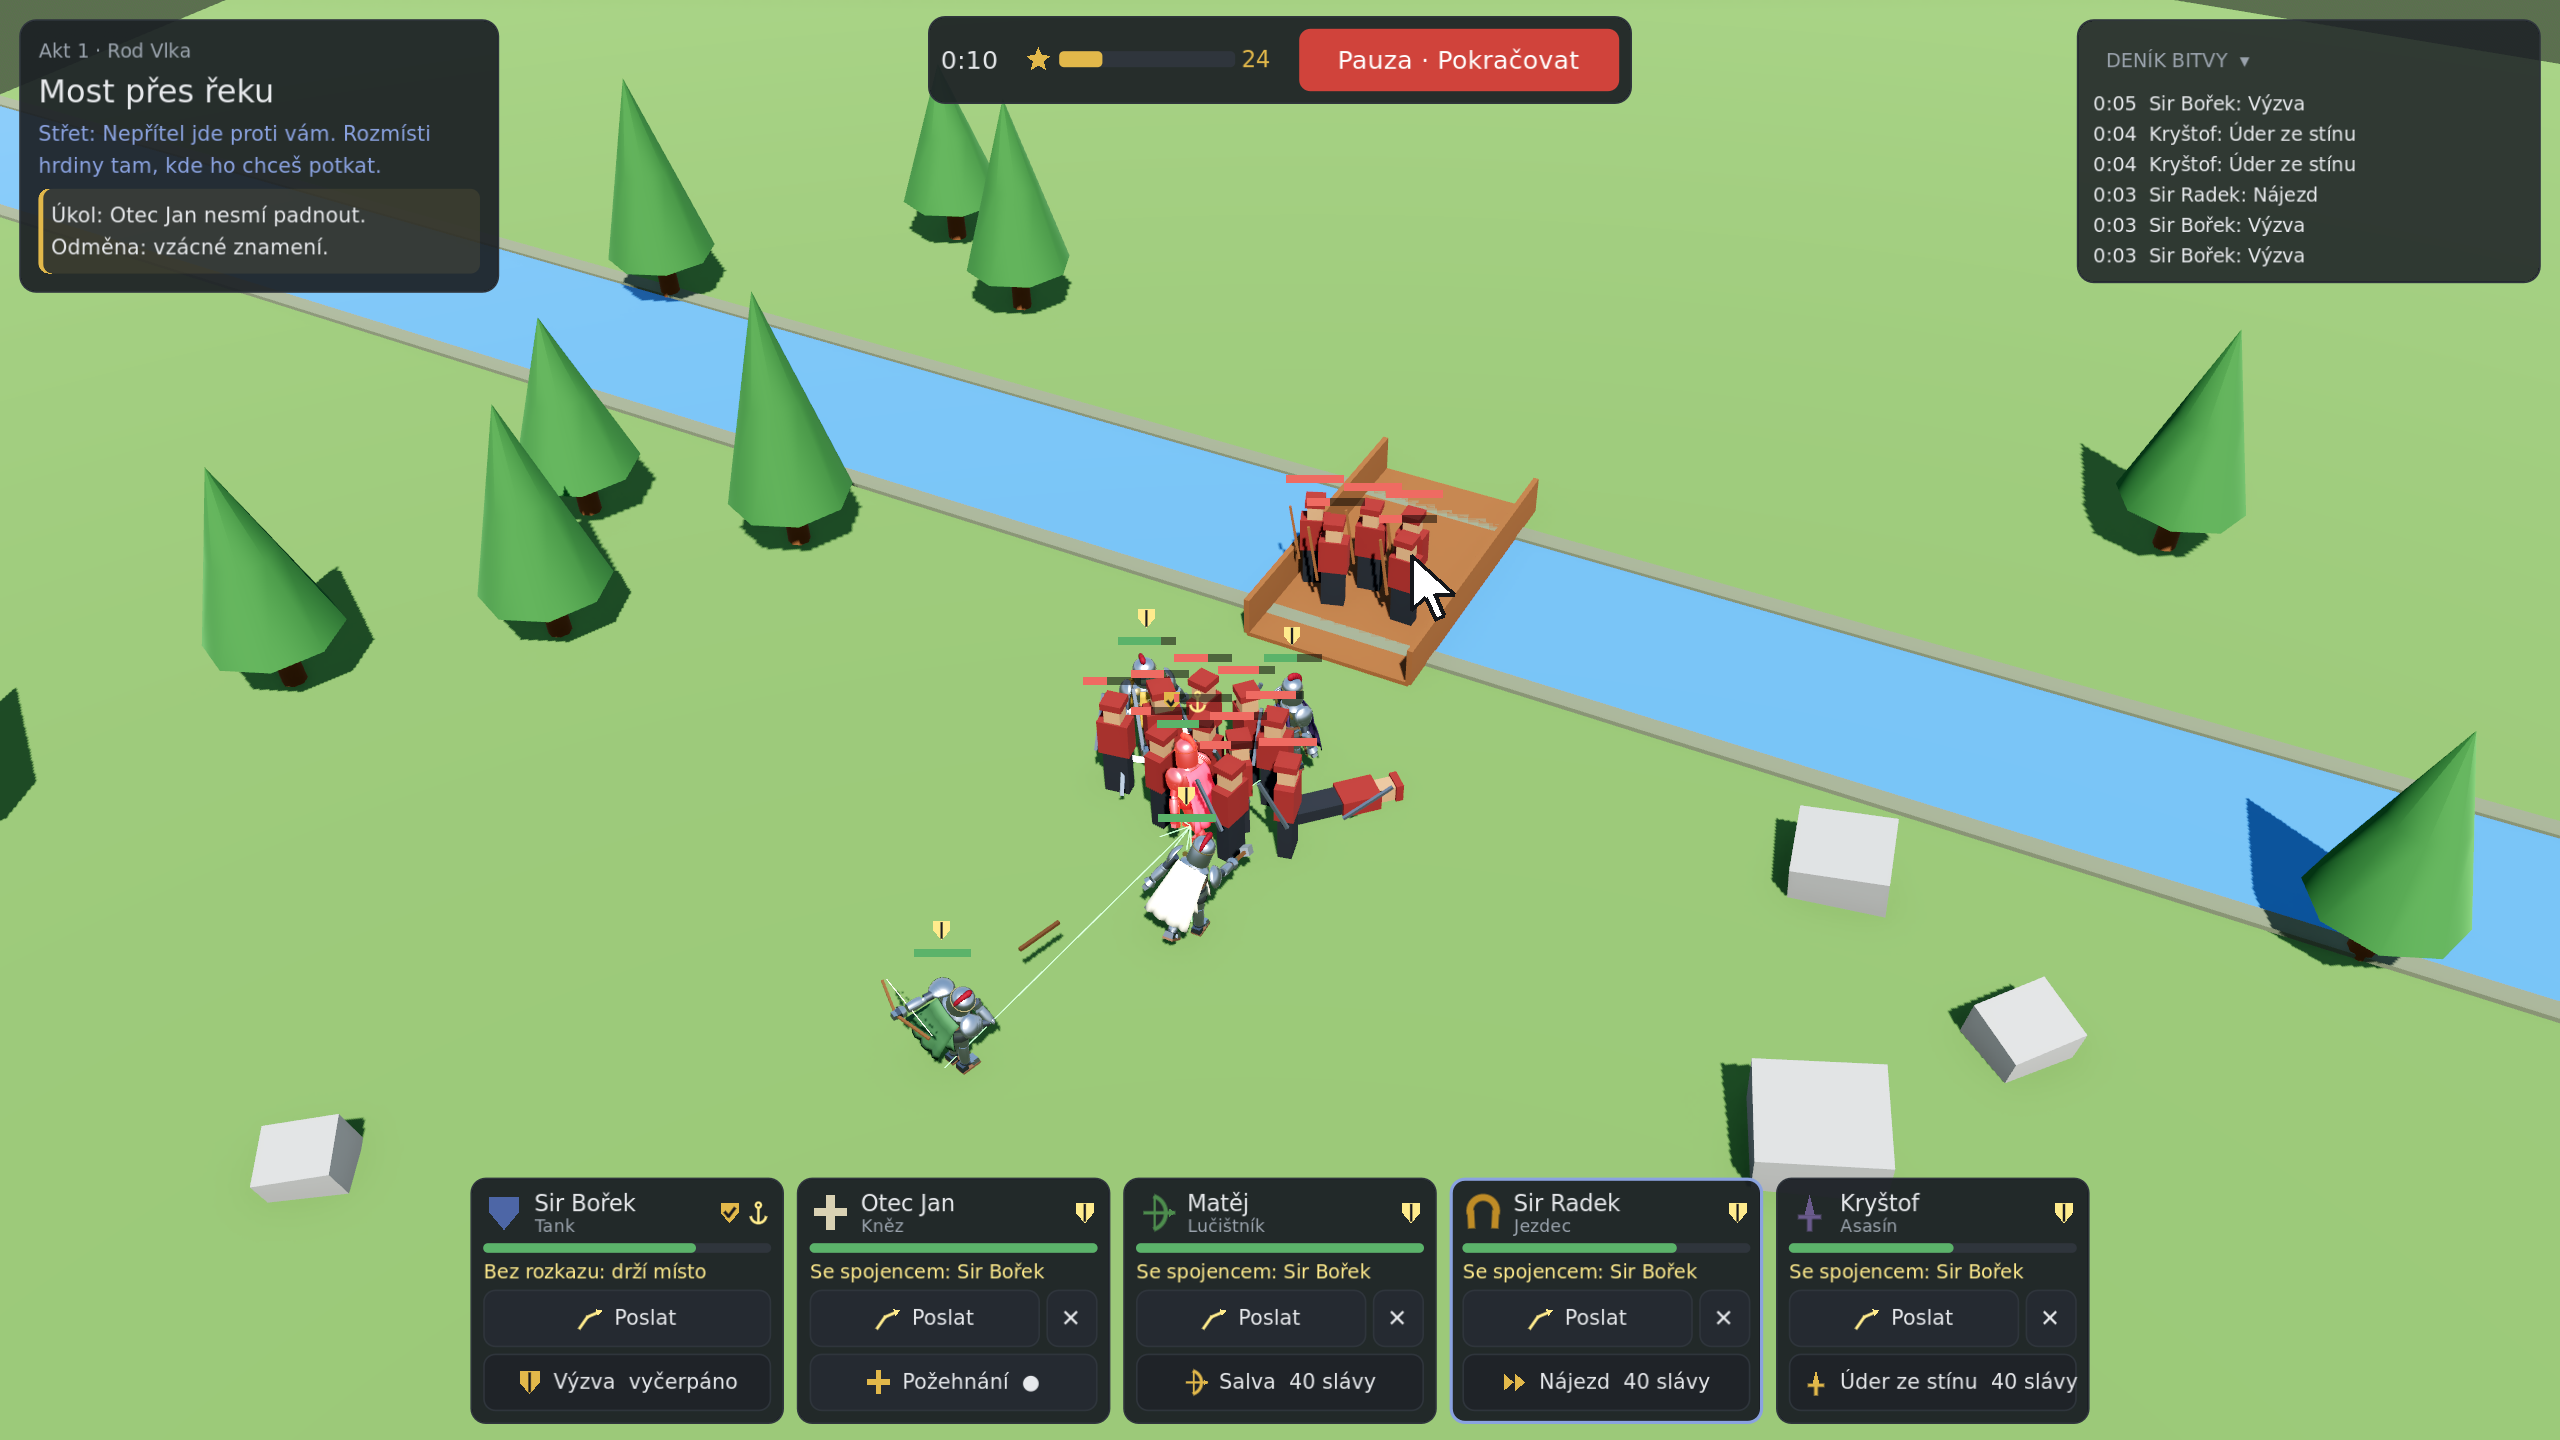 Akt 1 · Rod Vlka
Most přes řeku
Střet: Nepřítel jde proti vám. Rozmísti
hrdiny tam, kde ho chceš potkat.
Úkol: Otec Jan nesmí padnout.
Odměna: vzácné znamení.
0:10 24 Pauza · Pokračovat
DENÍK BITVY ▼
0:05 Sir Bořek: Výzva
0:04 Kryštof: Úder ze stínu
0:04 Kryštof: Úder ze stínu
0:03 Sir Radek: Nájezd
0:03 Sir Bořek: Výzva
0:03 Sir Bořek: Výzva
Sir Bořek
Tank
Bez rozkazu: drží místo
Poslat
Výzva vyčerpáno
Otec Jan
Kněz
Se spojencem: Sir Bořek
Poslat ✕
Požehnání
Matěj
Lučištník
Se spojencem: Sir Bořek
Poslat ✕
Salva 40 slávy
Sir Radek
Jezdec
Se spojencem: Sir Bořek
Poslat ✕
Nájezd 40 slávy
Kryštof
Asasín
Se spojencem: Sir Bořek
Poslat ✕
Úder ze stínu 40 slávy